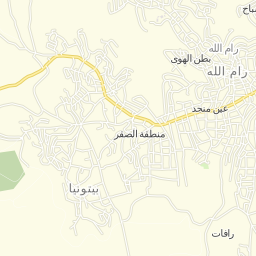 رام الله
بطن الهوى
رام الله
عين منجد
منطقة الصقر
بيتونيا
رافات